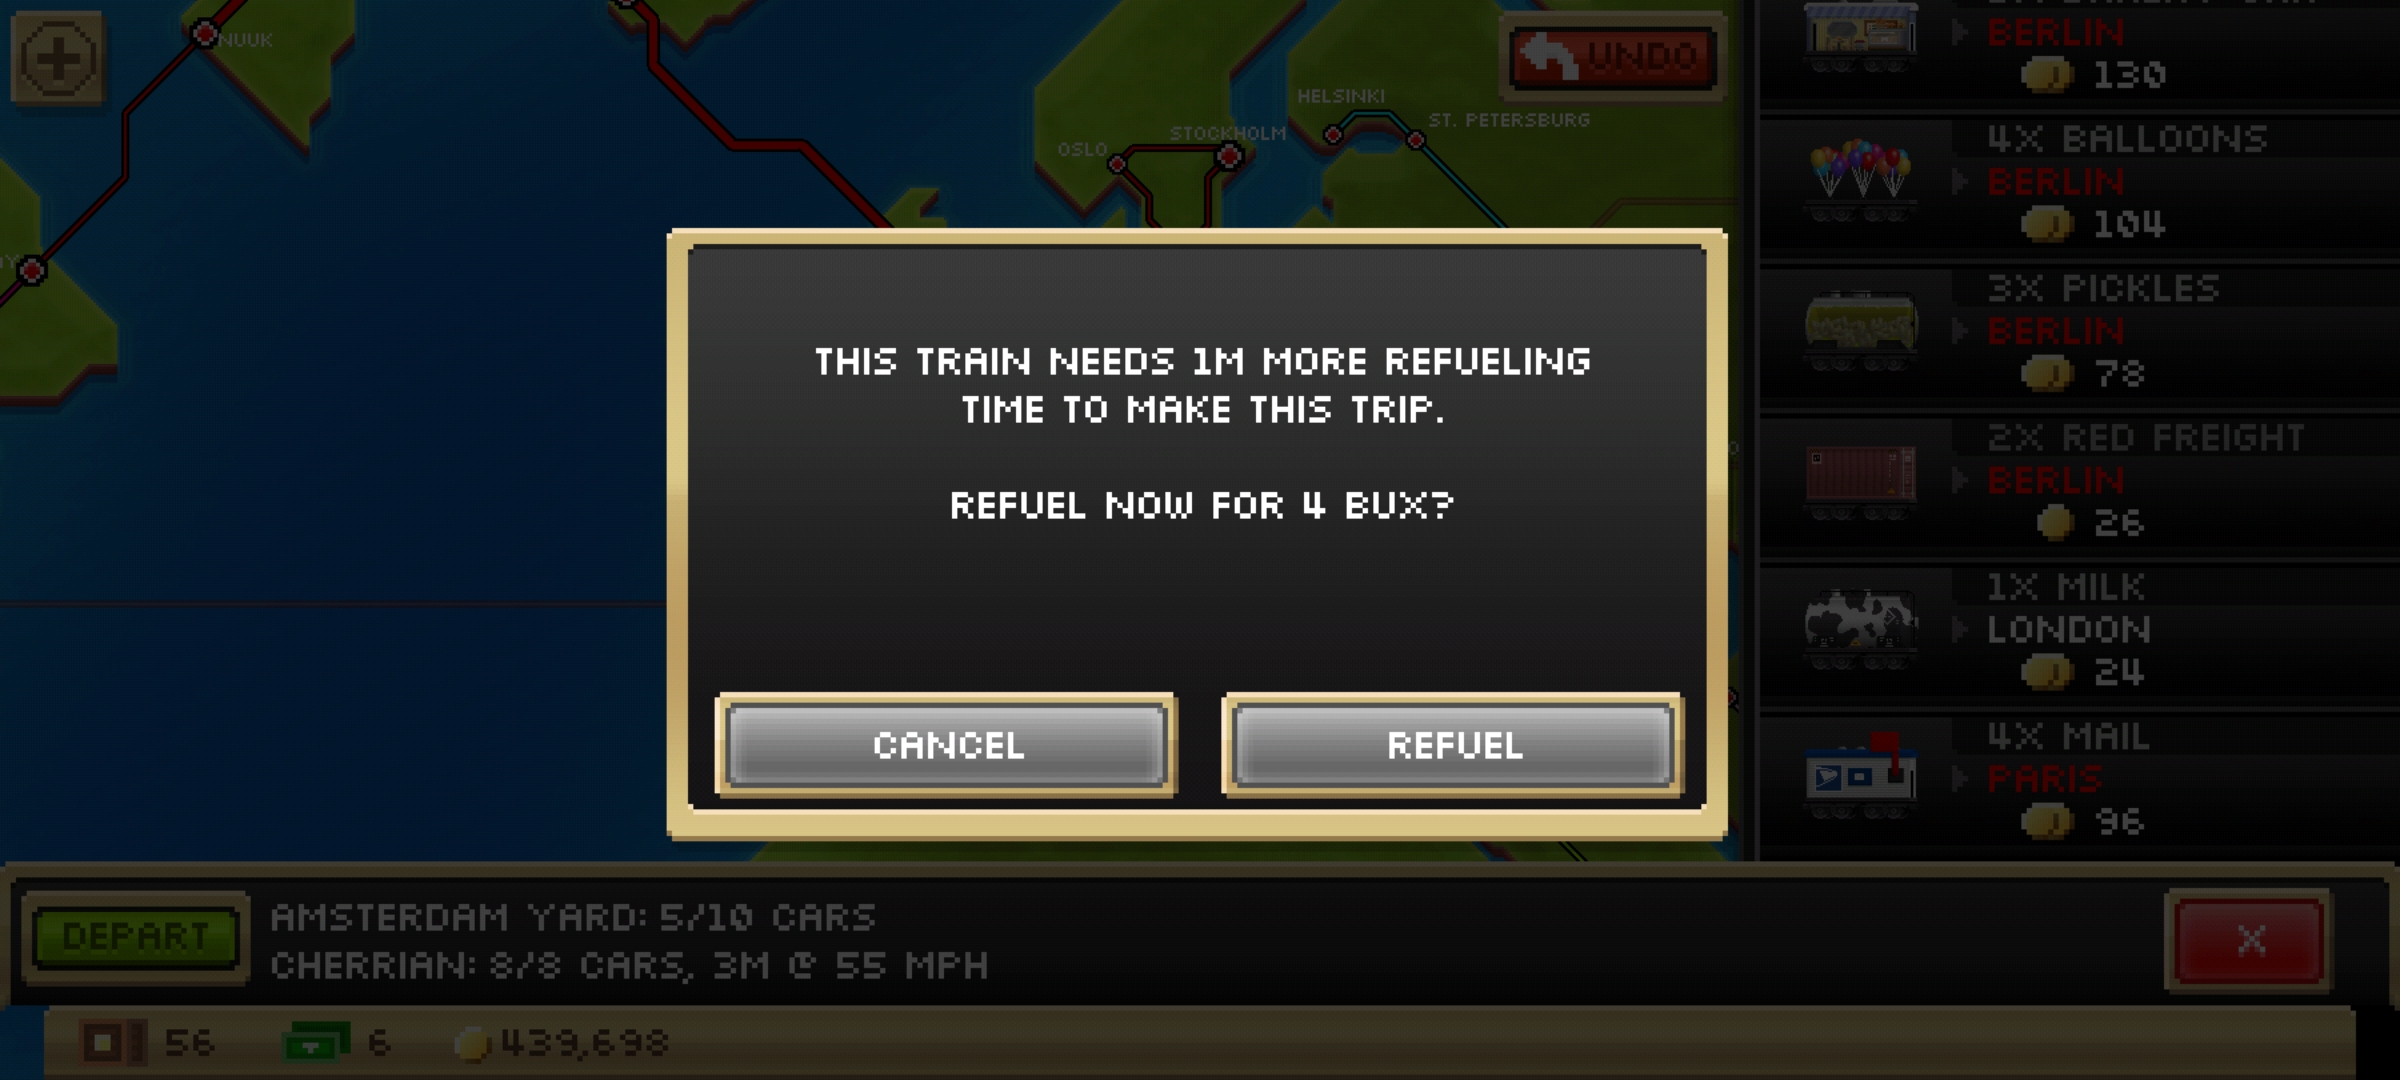 NUUK
UNDO
HELSINKI
ST. PETERSBURG
STOCKHOLM
OSLO
BERLIN
130
4X BALLOONS
BERLIN
104
3X PICKLES
BERLIN
78
2X RED FREIGHT
BERLIN
26
1X MILK
LONDON
24
4X MAIL
PARIS
96
THIS TRAIN NEEDS 1M MORE REFUELING
TIME TO MAKE THIS TRIP.
REFUEL NOW FOR 4 BUX?
CANCEL
REFUEL
DEPART
AMSTERDAM YARD: 5/10 CARS
CHERRIAN: 8/8 CARS, 3M @ 55 MPH
X
56
6
439,698